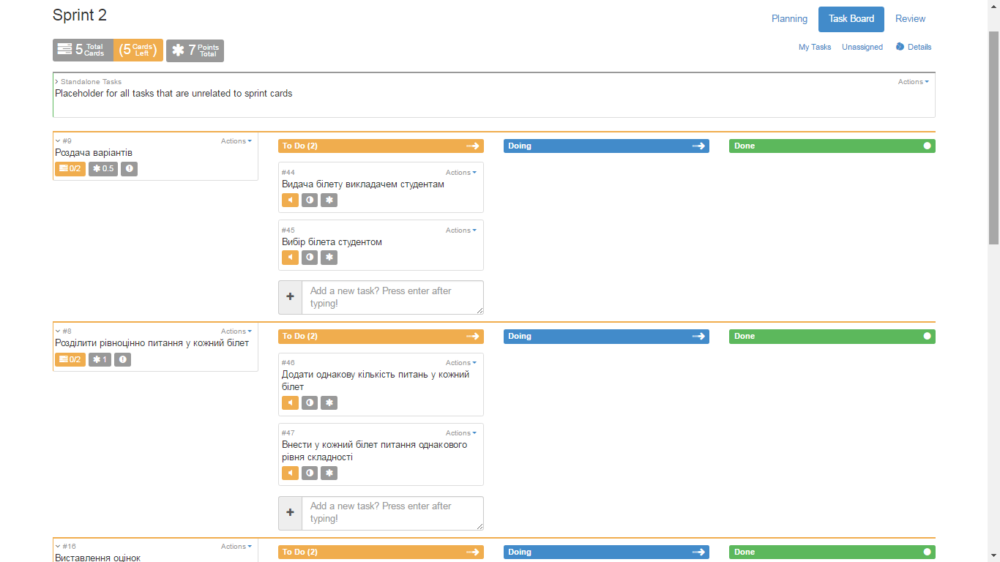 Sprint 2
Planning
Task Board
Review
5 Total Cards
(5 Cards Left)
7 Points Total
My Tasks
Unassigned
Details
Standalone Tasks
Actions
Placeholder for all tasks that are unrelated to sprint cards
#9
Actions
Роздача варіантів
0/2
0.5
To Do (2)
Doing
Done
#44
Actions
Видача білету викладачем студентам
#45
Actions
Вибір білета студентом
Add a new task? Press enter after
typing!
#8
Actions
Розділити рівноцінно питання у кожний білет
0/2
1
To Do (2)
Doing
Done
#46
Actions
Додати однакову кількість питань у кожний
білет
#47
Actions
Внести у кожний білет питання однакового
рівня складності
Add a new task? Press enter after
typing!
#16
Actions
Виставлення оцінок
To Do (2)
Doing
Done